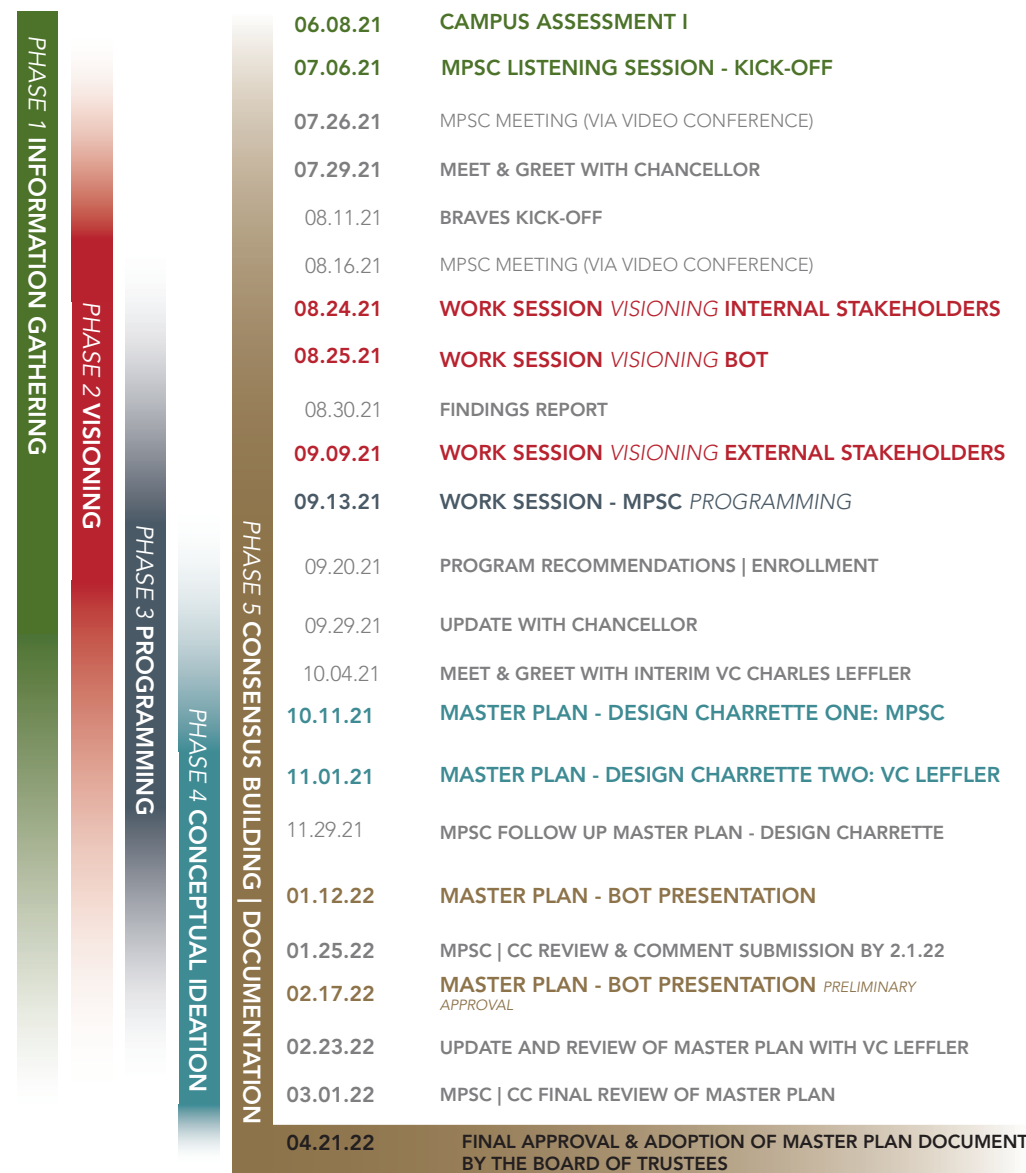 PHASE 1 INFORMATION GATHERING
PHASE 2 VISIONING
PHASE 3 PROGRAMMING
PHASE 4 CONCEPTUAL IDEATION
PHASE 5 CONSENSUS BUILDING | DOCUMENTATION
06.08.21 CAMPUS ASSESSMENT I
07.06.21 MPSC LISTENING SESSION - KICK-OFF
07.26.21 MPSC MEETING (VIA VIDEO CONFERENCE)
07.29.21 MEET & GREET WITH CHANCELLOR
08.11.21 BRAVES KICK-OFF
08.16.21 MPSC MEETING (VIA VIDEO CONFERENCE)
08.24.21 WORK SESSION VISIONING INTERNAL STAKEHOLDERS
08.25.21 WORK SESSION VISIONING BOT
08.30.21 FINDINGS REPORT
09.09.21 WORK SESSION VISIONING EXTERNAL STAKEHOLDERS
09.13.21 WORK SESSION - MPSC PROGRAMMING
09.20.21 PROGRAM RECOMMENDATIONS | ENROLLMENT
09.29.21 UPDATE WITH CHANCELLOR
10.04.21 MEET & GREET WITH INTERIM VC CHARLES LEFFLER
10.11.21 MASTER PLAN - DESIGN CHARRETTE ONE: MPSC
11.01.21 MASTER PLAN - DESIGN CHARRETTE TWO: VC LEFFLER
11.29.21 MPSC FOLLOW UP MASTER PLAN - DESIGN CHARRETTE
01.12.22 MASTER PLAN - BOT PRESENTATION
01.25.22 MPSC | CC REVIEW & COMMENT SUBMISSION BY 2.1.22
02.17.22 MASTER PLAN - BOT PRESENTATION PRELIMINARY
APPROVAL
02.23.22 UPDATE AND REVIEW OF MASTER PLAN WITH VC LEFFLER
03.01.22 MPSC | CC FINAL REVIEW OF MASTER PLAN
04.21.22 FINAL APPROVAL & ADOPTION OF MASTER PLAN DOCUMENT
BY THE BOARD OF TRUSTEES